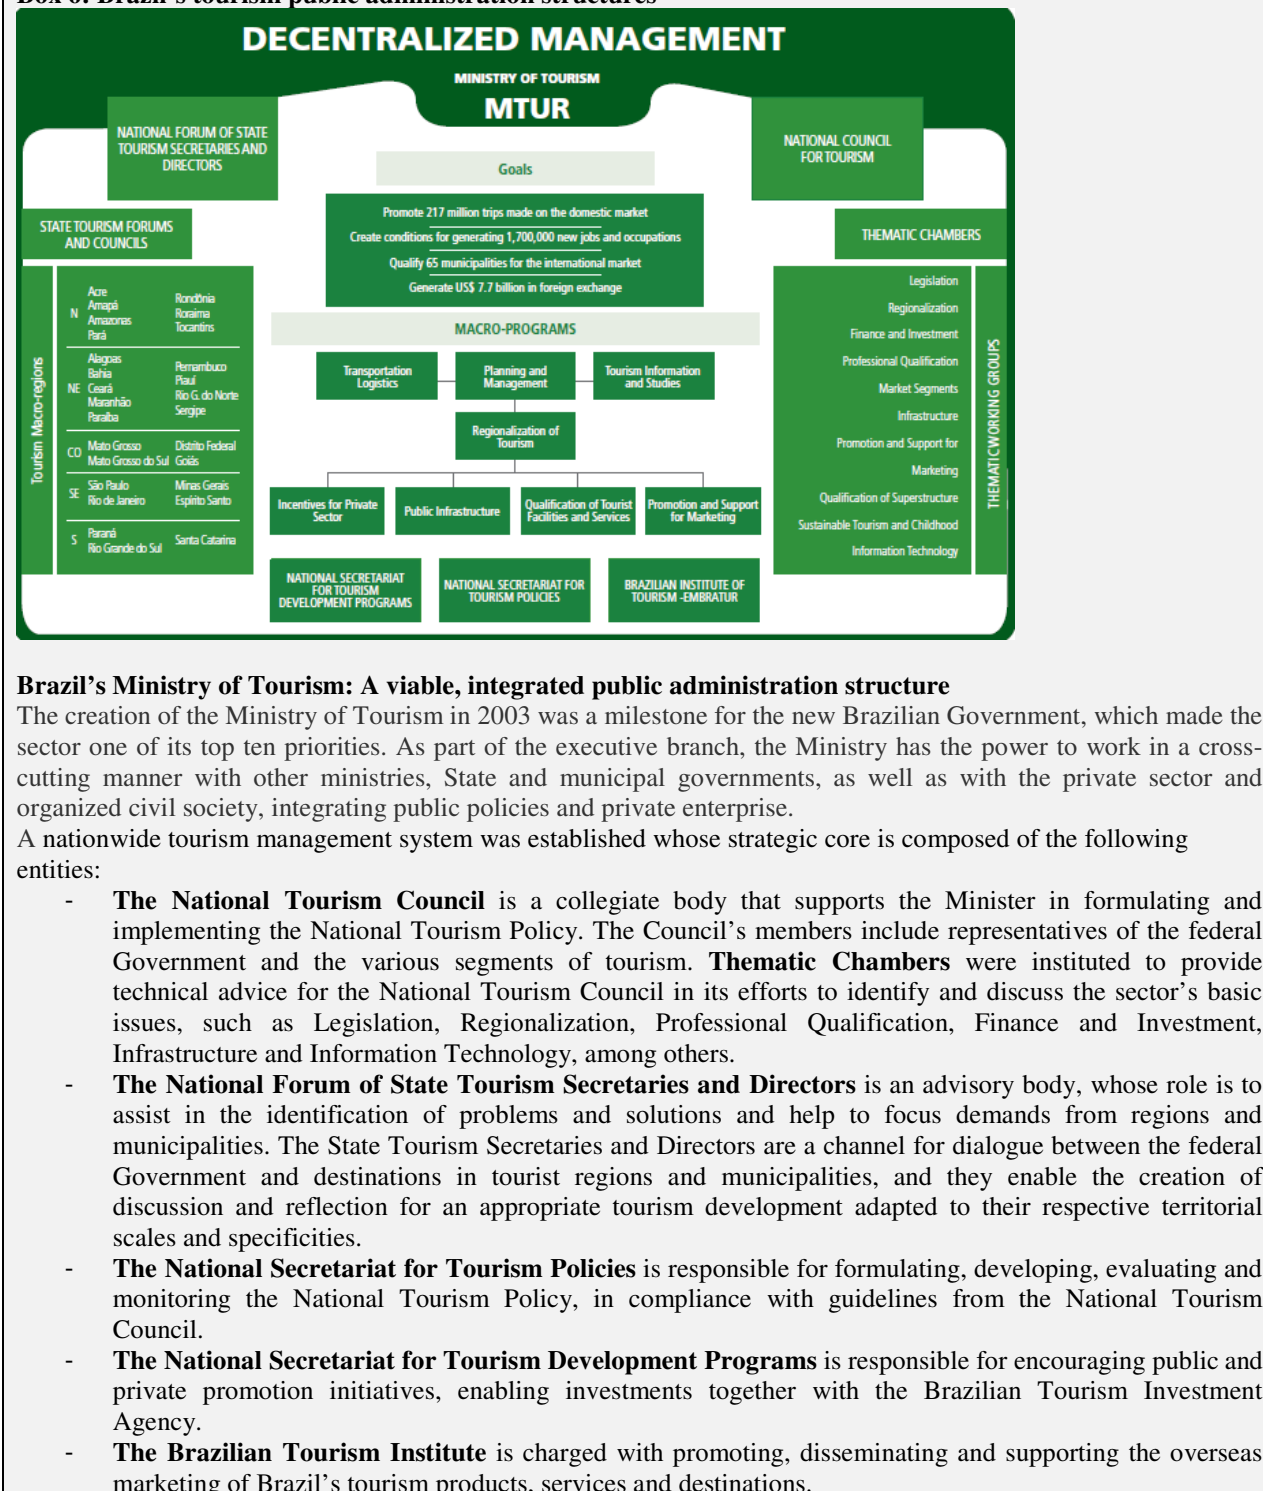 Box 6: Brazil's tourism public administration structures
DECENTRALIZED MANAGEMENT
MINISTRY OF TOURISM
MTUR
NATIONAL FORUM OF STATE
TOURISM SECRETARIES AND
DIRECTORS
NATIONAL COUNCIL
FOR TOURISM
Goals
Promote 217 million trips made on the domestic market
Create conditions for generating 1,700,000 new jobs and occupations
Qualify 65 municipalities for the international market
Generate US$ 7.7 billion in foreign exchange
STATE TOURISM FORUMS
AND COUNCILS
Tourism Macro-regions
N
Acre
Amapá
Amazonas
Pará
Rondônia
Roraima
Tocantins
NE
Alagoas
Bahia
Ceará
Maranhão
Paraíba
Pernambuco
Piauí
Rio G. do Norte
Sergipe
CO
Mato Grosso
Mato Grosso do Sul
Distrito Federal
Goiás
SE
São Paulo
Rio de Janeiro
Minas Gerais
Espírito Santo
S
Paraná
Rio Grande do Sul
Santa Catarina
MACRO-PROGRAMS
Transportation
Logistics
Planning and
Management
Tourism Information
and Studies
Regionalization of
Tourism
Incentives for Private
Sector
Public Infrastructure
Qualification of Tourist
Facilities and Services
Promotion and Support
for Marketing
NATIONAL SECRETARIAT
FOR TOURISM
DEVELOPMENT PROGRAMS
NATIONAL SECRETARIAT FOR
TOURISM POLICIES
BRAZILIAN INSTITUTE OF
TOURISM -EMBRATUR
THEMATIC CHAMBERS
Legislation
Regionalization
Finance and Investment
Professional Qualification
Market Segments
Infrastructure
Promotion and Support for
Marketing
Qualification of Superstructure
Sustainable Tourism and Childhood
Information Technology
THEMATIC WORKING GROUPS
Brazil's Ministry of Tourism: A viable, integrated public administration structure
The creation of the Ministry of Tourism in 2003 was a milestone for the new Brazilian Government, which made the
sector one of its top ten priorities. As part of the executive branch, the Ministry has the power to work in a cross-
cutting manner with other ministries, State and municipal governments, as well as with the private sector and
organized civil society, integrating public policies and private enterprise.
A nationwide tourism management system was established whose strategic core is composed of the following
entities:
- The National Tourism Council is a collegiate body that supports the Minister in formulating and
implementing the National Tourism Policy. The Council's members include representatives of the federal
Government and the various segments of tourism. Thematic Chambers were instituted to provide
technical advice for the National Tourism Council in its efforts to identify and discuss the sector's basic
issues, such as Legislation, Regionalization, Professional Qualification, Finance and Investment,
Infrastructure and Information Technology, among others.
- The National Forum of State Tourism Secretaries and Directors is an advisory body, whose role is to
assist in the identification of problems and solutions and help to focus demands from regions and
municipalities. The State Tourism Secretaries and Directors are a channel for dialogue between the federal
Government and destinations in tourist regions and municipalities, and they enable the creation of
discussion and reflection for an appropriate tourism development adapted to their respective territorial
scales and specificities.
- The National Secretariat for Tourism Policies is responsible for formulating, developing, evaluating and
monitoring the National Tourism Policy, in compliance with guidelines from the National Tourism
Council.
- The National Secretariat for Tourism Development Programs is responsible for encouraging public and
private promotion initiatives, enabling investments together with the Brazilian Tourism Investment
Agency.
- The Brazilian Tourism Institute is charged with promoting, disseminating and supporting the overseas
marketing of Brazil's tourism products, services and destinations.